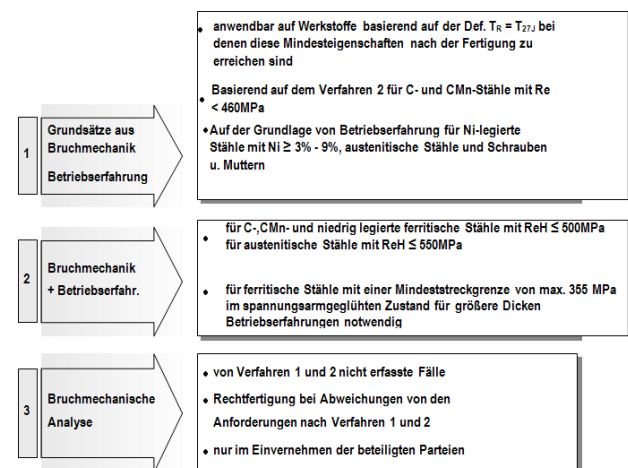 1
Grundsätze aus
Bruchmechanik
Betriebserfahrung
• anwendbar auf Werkstoffe basierend auf der Def. TR = T27J bei
denen diese Mindesteigenschaften nach der Fertigung zu
erreichen sind
• Basierend auf dem Verfahren 2 für C- und CMn-Stähle mit Re
< 460MPa
• Auf der Grundlage von Betriebserfahrung für Ni-legierte
Stähle mit Ni ≥ 3% - 9%, austenitische Stähle und Schrauben
u. Muttern
2
Bruchmechanik
+ Betriebserfahr.
• für C-,CMn- und niedrig legierte ferritische Stähle mit ReH ≤ 500MPa
für austenitische Stähle mit ReH ≤ 550MPa
• für ferritische Stähle mit einer Mindeststreckgrenze von max. 355 MPa
im spannungsarmgeglühten Zustand für größere Dicken
Betriebserfahrungen notwendig
3
Bruchmechanische
Analyse
• von Verfahren 1 und 2 nicht erfasste Fälle
• Rechtfertigung bei Abweichungen von den
Anforderungen nach Verfahren 1 und 2
• nur im Einvernehmen der beteiligten Parteien